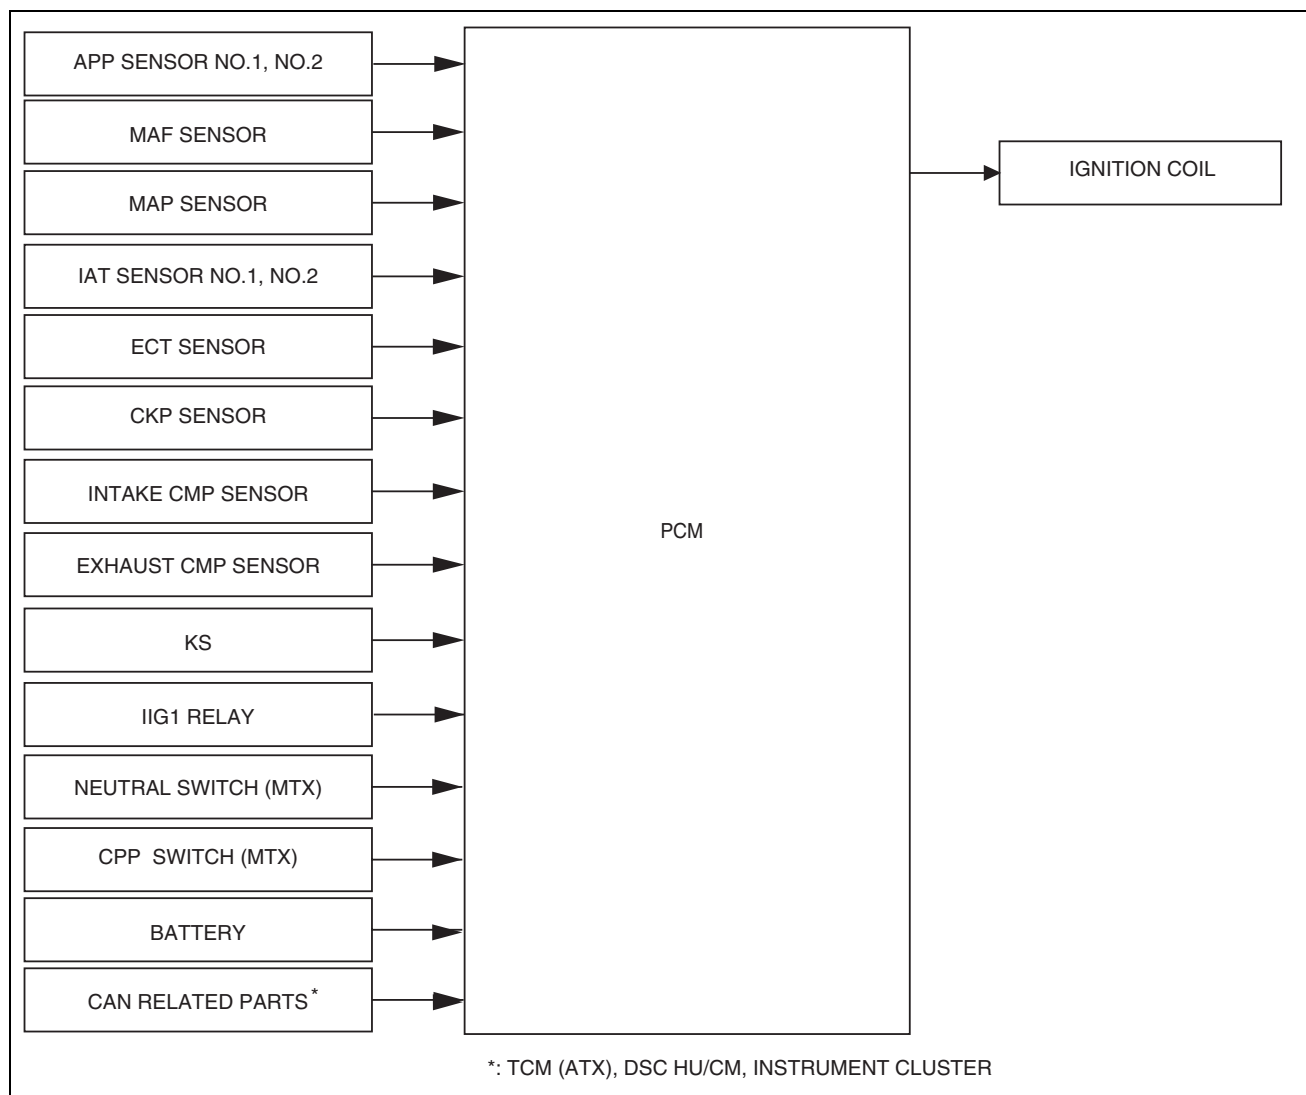 APP SENSOR NO.1, NO.2
MAF SENSOR
MAP SENSOR
IAT SENSOR NO.1, NO.2
ECT SENSOR
CKP SENSOR
INTAKE CMP SENSOR
EXHAUST CMP SENSOR
KS
IIG1 RELAY
NEUTRAL SWITCH (MTX)
CPP SWITCH (MTX)
BATTERY
CAN RELATED PARTS*
PCM
IGNITION COIL
*: TCM (ATX), DSC HU/CM, INSTRUMENT CLUSTER